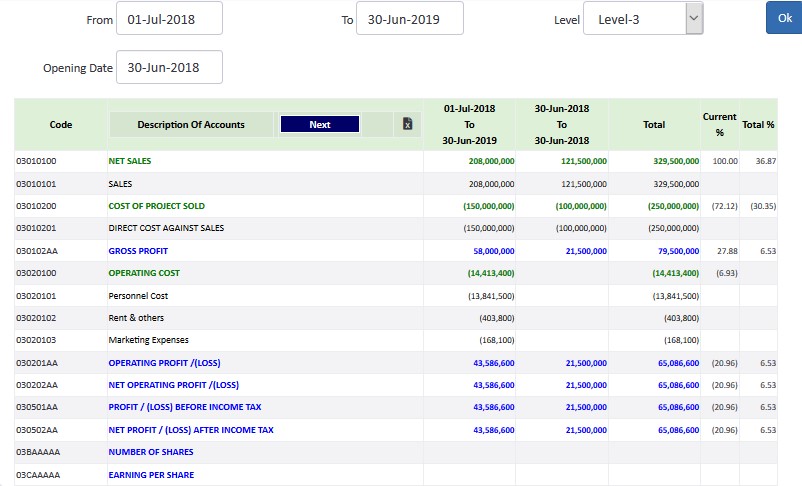 From 01-Jul-2018 To 30-Jun-2019 Level Level-3 Ok
Opening Date 30-Jun-2018
Code Description Of Accounts Next 01-Jul-2018 To 30-Jun-2019 30-Jun-2018 To 30-Jun-2018 Total Current % Total %
03010100 NET SALES 208,000,000 121,500,000 329,500,000 100.00 36.87
03010101 SALES 208,000,000 121,500,000 329,500,000
03010200 COST OF PROJECT SOLD (150,000,000) (100,000,000) (250,000,000) (72.12) (30.35)
03010201 DIRECT COST AGAINST SALES (150,000,000) (100,000,000) (250,000,000)
030102AA GROSS PROFIT 58,000,000 21,500,000 79,500,000 27.88 6.53
03020100 OPERATING COST (14,413,400) (14,413,400) (6.93)
03020101 Personnel Cost (13,841,500) (13,841,500)
03020102 Rent & others (403,800) (403,800)
03020103 Marketing Expenses (168,100) (168,100)
030201AA OPERATING PROFIT /(LOSS) 43,586,600 21,500,000 65,086,600 (20.96) 6.53
030202AA NET OPERATING PROFIT /(LOSS) 43,586,600 21,500,000 65,086,600 (20.96) 6.53
030501AA PROFIT / (LOSS) BEFORE INCOME TAX 43,586,600 21,500,000 65,086,600 (20.96) 6.53
030502AA NET PROFIT / (LOSS) AFTER INCOME TAX 43,586,600 21,500,000 65,086,600 (20.96) 6.53
03BAAAAA NUMBER OF SHARES
03CAAAAA EARNING PER SHARE